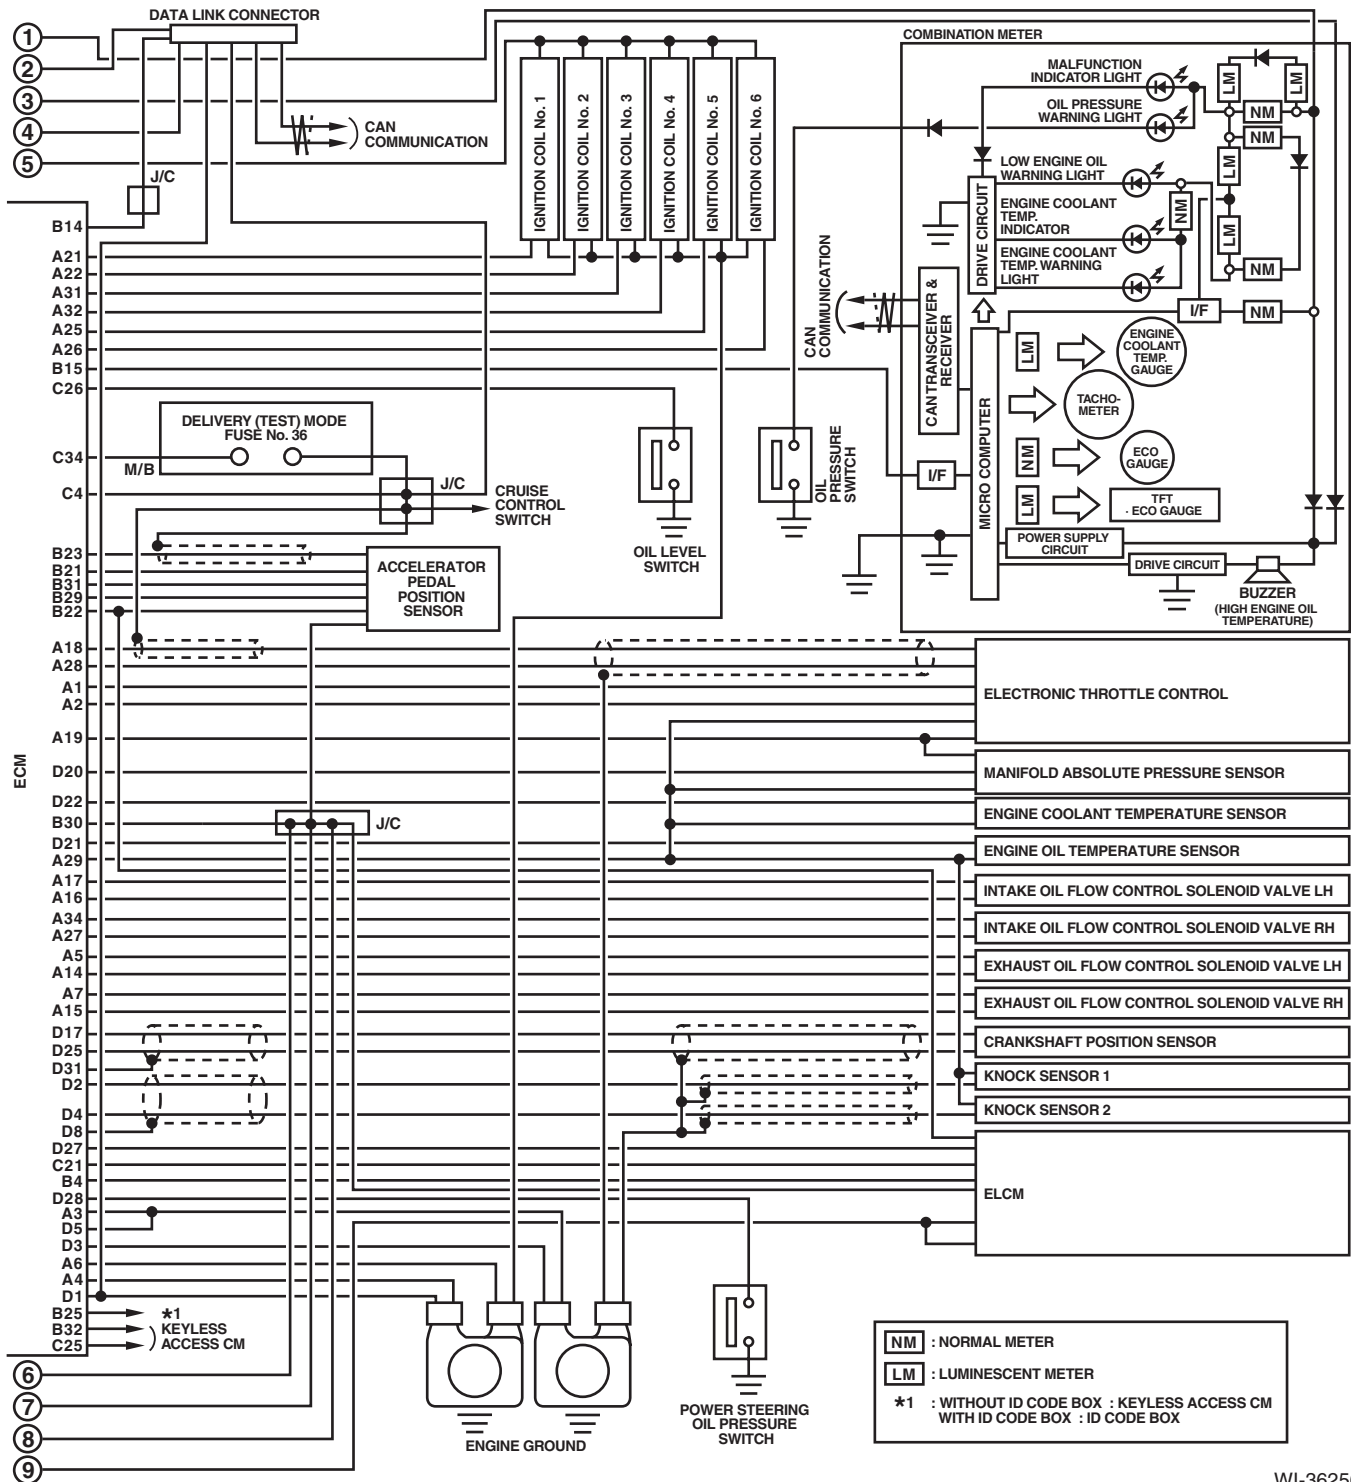 DATA LINK CONNECTOR
1
2
3
4
5
CAN
COMMUNICATION
J/C
IGNITION COIL No. 1
IGNITION COIL No. 2
IGNITION COIL No. 3
IGNITION COIL No. 4
IGNITION COIL No. 5
IGNITION COIL No. 6
COMBINATION METER
MALFUNCTION
INDICATOR LIGHT
OIL PRESSURE
WARNING LIGHT
LOW ENGINE OIL
WARNING LIGHT
ENGINE COOLANT
TEMP.
INDICATOR
ENGINE COOLANT
TEMP. WARNING
LIGHT
LM
LM
NM
NM
LM
NM
LM
NM
I/F
NM
DRIVE CIRCUIT
CAN
COMMUNICATION
CAN TRANSCEIVER &
RECEIVER
MICRO COMPUTER
I/F
LM
ENGINE
COOLANT
TEMP.
GAUGE
TACHO-
METER
NM
ECO
GAUGE
LM
TFT
· ECO GAUGE
POWER SUPPLY
CIRCUIT
DRIVE CIRCUIT
BUZZER
(HIGH ENGINE OIL
TEMPERATURE)
ECM
B14
A21
A22
A31
A32
A25
A26
B15
C26
C34
C4
B23
B21
B31
B29
B22
A18
A28
A1
A2
A19
D20
D22
B30
D21
A29
A17
A16
A34
A27
A5
A14
A7
A15
D17
D25
D31
D2
D4
D8
D27
C21
B4
D28
A3
D5
D3
A6
A4
D1
B25
B32
C25
DELIVERY (TEST) MODE
FUSE No. 36
M/B
J/C
CRUISE
CONTROL
SWITCH
OIL LEVEL
SWITCH
OIL
PRESSURE
SWITCH
ACCELERATOR
PEDAL
POSITION
SENSOR
J/C
ELECTRONIC THROTTLE CONTROL
MANIFOLD ABSOLUTE PRESSURE SENSOR
ENGINE COOLANT TEMPERATURE SENSOR
ENGINE OIL TEMPERATURE SENSOR
INTAKE OIL FLOW CONTROL SOLENOID VALVE LH
INTAKE OIL FLOW CONTROL SOLENOID VALVE RH
EXHAUST OIL FLOW CONTROL SOLENOID VALVE LH
EXHAUST OIL FLOW CONTROL SOLENOID VALVE RH
CRANKSHAFT POSITION SENSOR
KNOCK SENSOR 1
KNOCK SENSOR 2
ELCM
*1
KEYLESS
ACCESS CM
6
7
8
9
ENGINE GROUND
POWER STEERING
OIL PRESSURE
SWITCH
NM : NORMAL METER
LM : LUMINESCENT METER
*1 : WITHOUT ID CODE BOX : KEYLESS ACCESS CM
WITH ID CODE BOX : ID CODE BOX